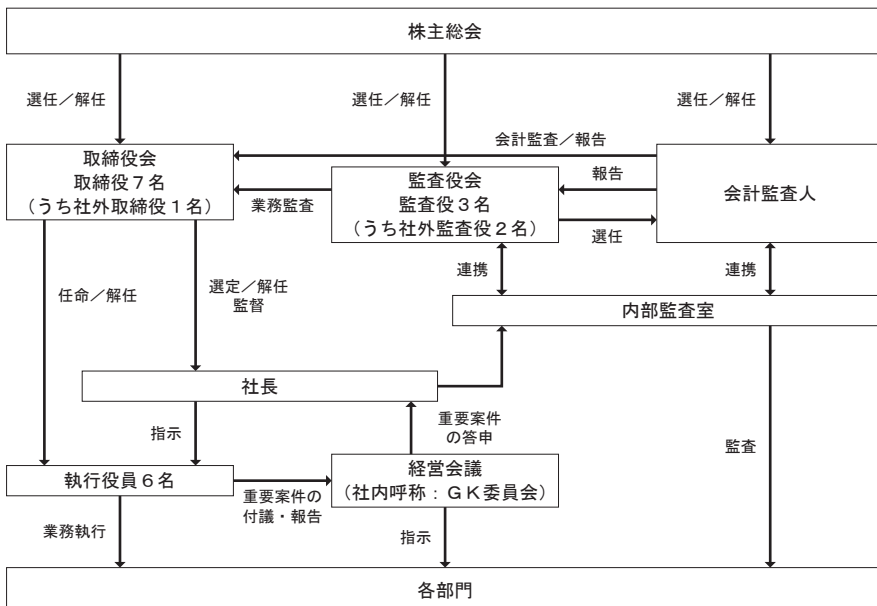 株主総会
選任／解任
選任／解任
選任／解任
会計監査／報告
取締役会
取締役７名
（うち社外取締役１名）
業務監査
監査役会
監査役３名
（うち社外監査役２名）
報告
選任
会計監査人
任命／解任
選定／解任
監督
連携
連携
内部監査室
社長
指示
重要案件
の答申
監査
執行役員６名
重要案件の
付議・報告
経営会議
（社内呼称：ＧＫ委員会）
業務執行
指示
各部門